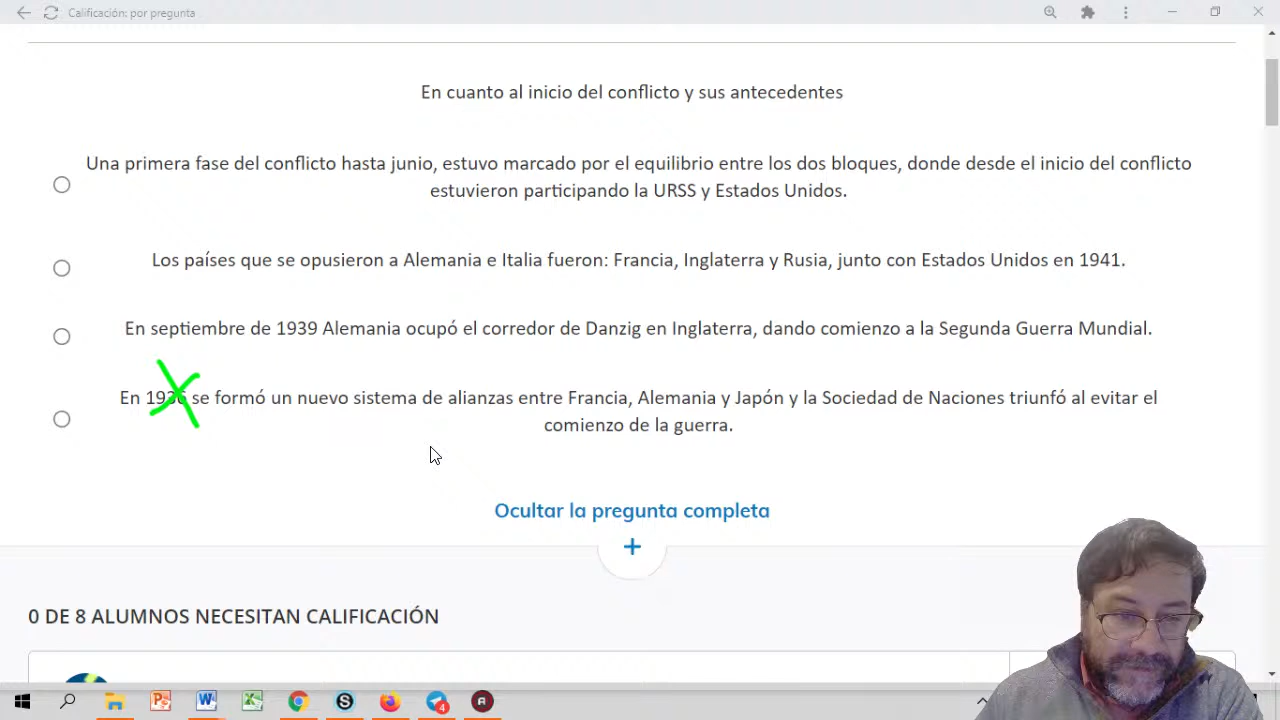 Calificación: por pregunta
En cuanto al inicio del conflicto y sus antecedentes
Una primera fase del conflicto hasta junio, estuvo marcado por el equilibrio entre los dos bloques, donde desde el inicio del conflicto
estuvieron participando la URSS y Estados Unidos.
Los países que se opusieron a Alemania e Italia fueron: Francia, Inglaterra y Rusia, junto con Estados Unidos en 1941.
En septiembre de 1939 Alemania ocupó el corredor de Danzig en Inglaterra, dando comienzo a la Segunda Guerra Mundial.
En 1936 se formó un nuevo sistema de alianzas entre Francia, Alemania y Japón y la Sociedad de Naciones triunfó al evitar el
comienzo de la guerra.
Ocultar la pregunta completa
+
0 DE 8 ALUMNOS NECESITAN CALIFICACIÓN
4